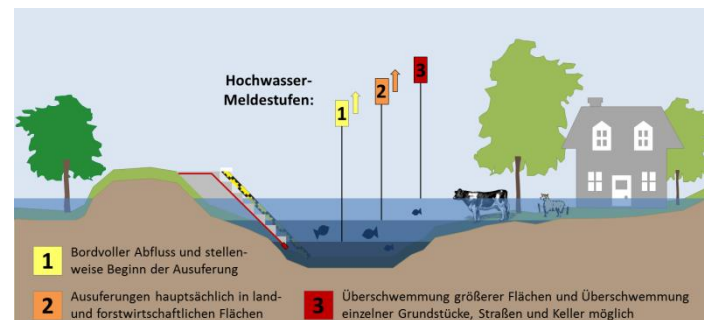 Hochwasser-
Meldestufen:
1
2
3
1 Bordvoller Abfluss und stellen-
weise Beginn der Ausuferung
2 Ausuferungen hauptsächlich in land-
und forstwirtschaftlichen Flächen
3 Überschwemmung größerer Flächen und Überschwemmung
einzelner Grundstücke, Straßen und Keller möglich